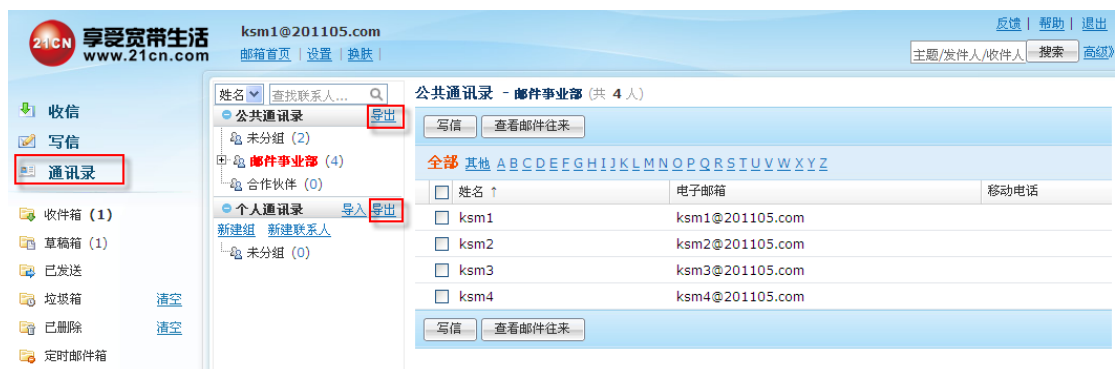 21CN 享受宽带生活
www.21cn.com
ksm1@201105.com
邮箱首页 | 设置 | 换肤 |
反馈 | 帮助 | 退出
主题/发件人/收件人 搜索 高级》
收信
写信
通讯录
收件箱 (1)
草稿箱 (1)
已发送
垃圾箱 清空
已删除 清空
定时邮件箱
姓名 查找联系人...
公共通讯录 导出
未分组 (2)
邮件事业部 (4)
合作伙伴 (0)
个人通讯录 导入 导出
新建组 新建联系人
未分组 (0)
公共通讯录 - 邮件事业部 (共 4 人)
写信 查看邮件往来
全部 其他 A B C D E F G H I J K L M N O P Q R S T U V W X Y Z
姓名 ↑ 电子邮箱 移动电话
ksm1 ksm1@201105.com
ksm2 ksm2@201105.com
ksm3 ksm3@201105.com
ksm4 ksm4@201105.com
写信 查看邮件往来